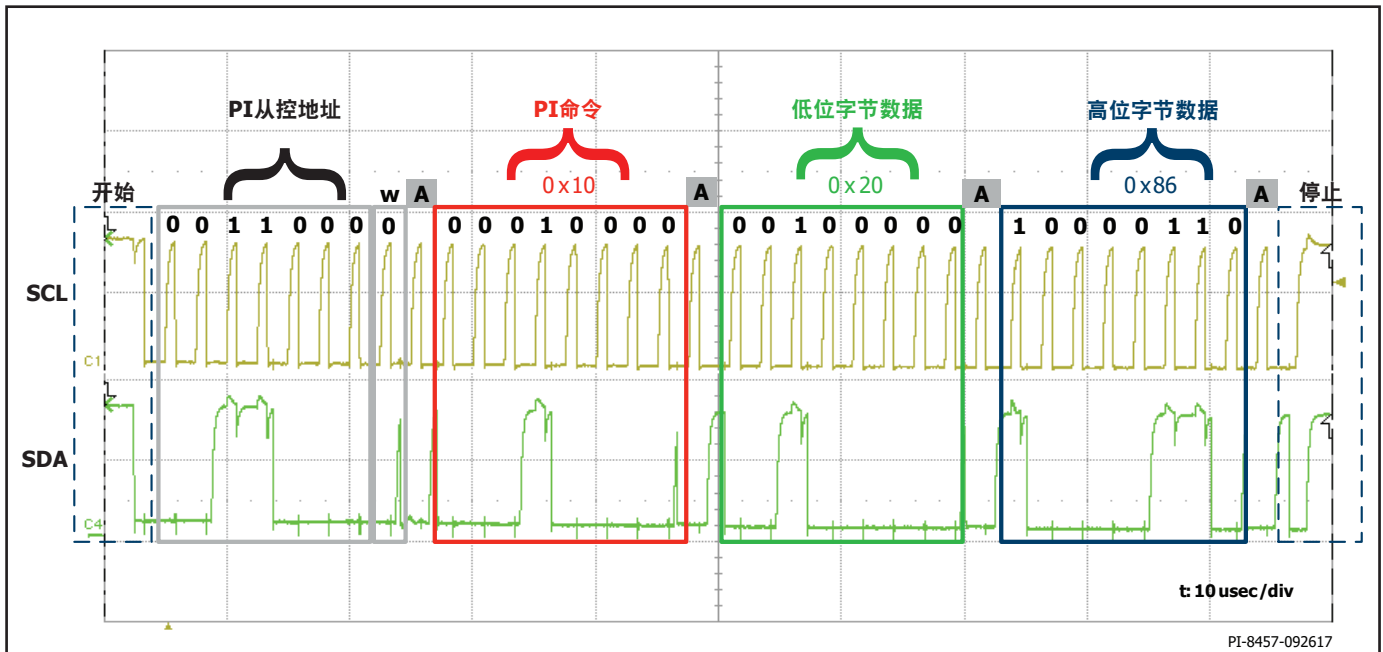 PI从控地址
PI命令
低位字节数据
高位字节数据
0x10
0x20
0x86
开始
w
A
A
A
A
停止
0 0 1 1 0 0 0 0
0 0 0 1 0 0 0 0
0 0 1 0 0 0 0 0
1 0 0 0 0 1 1 0
SCL
C1
SDA
C4
t: 10 usec/div
PI-8457-092617